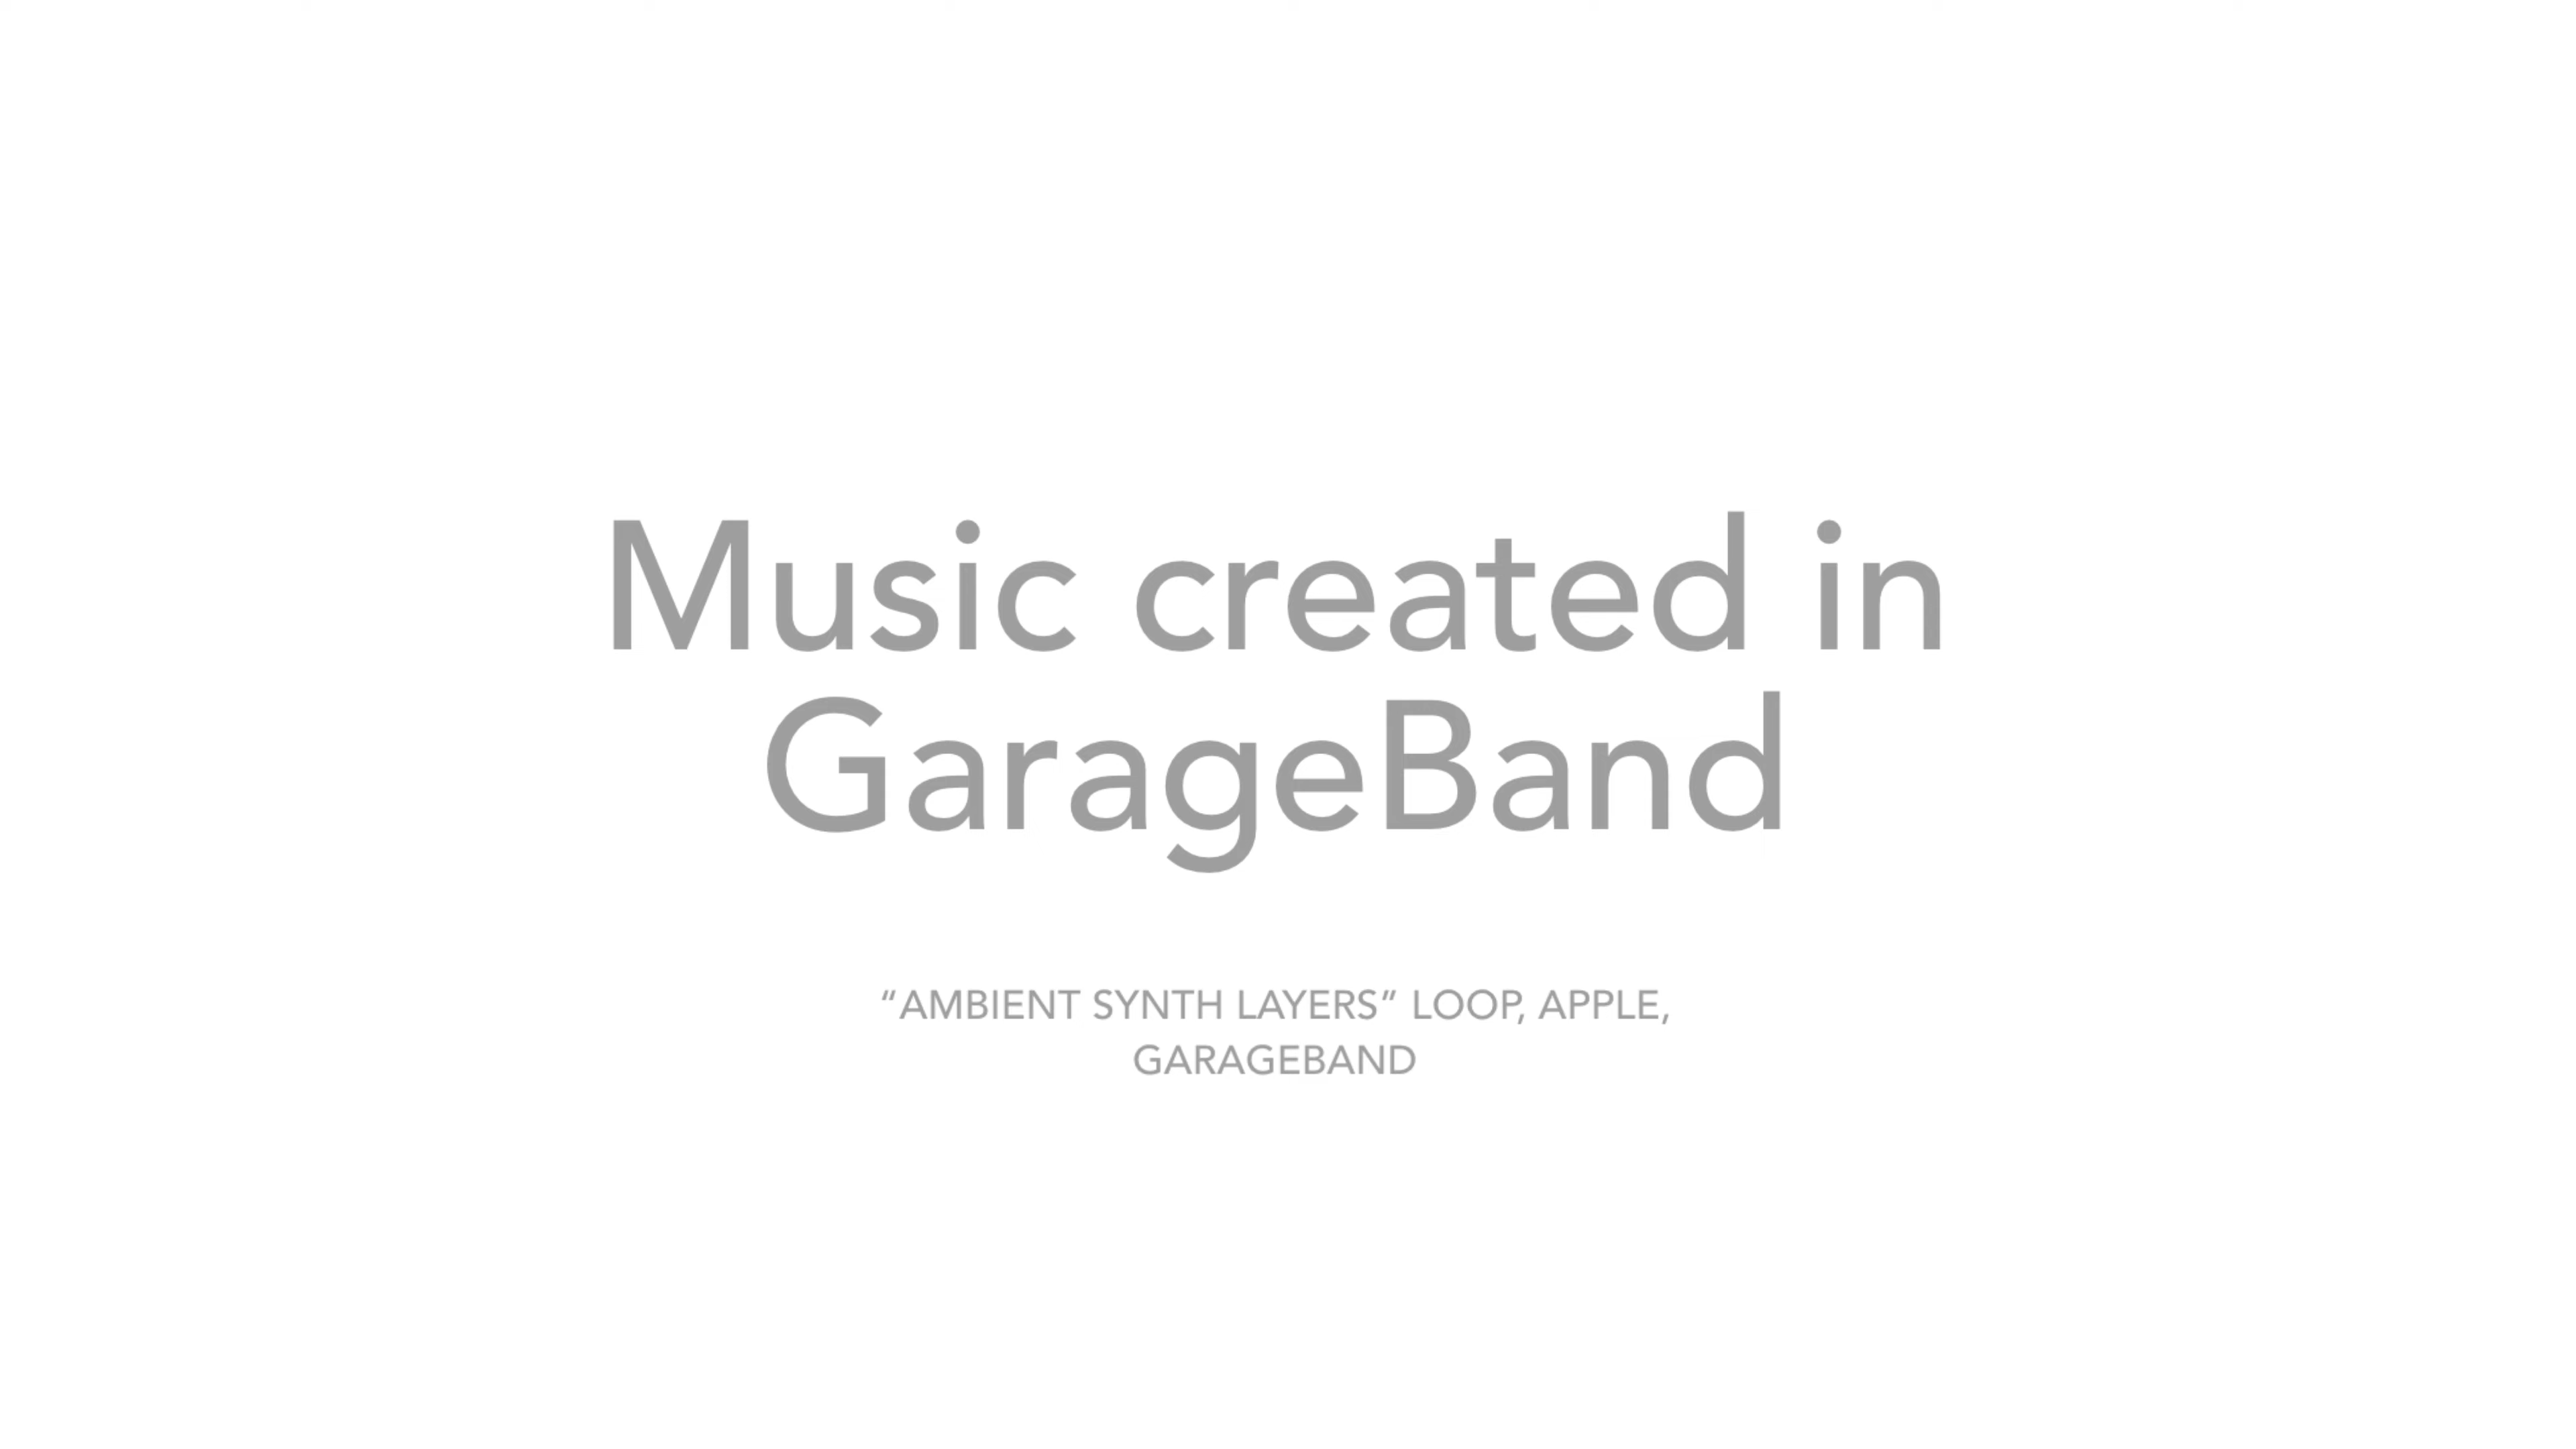 Music created in
GarageBand
“AMBIENT SYNTH LAYERS” LOOP, APPLE,
GARAGEBAND